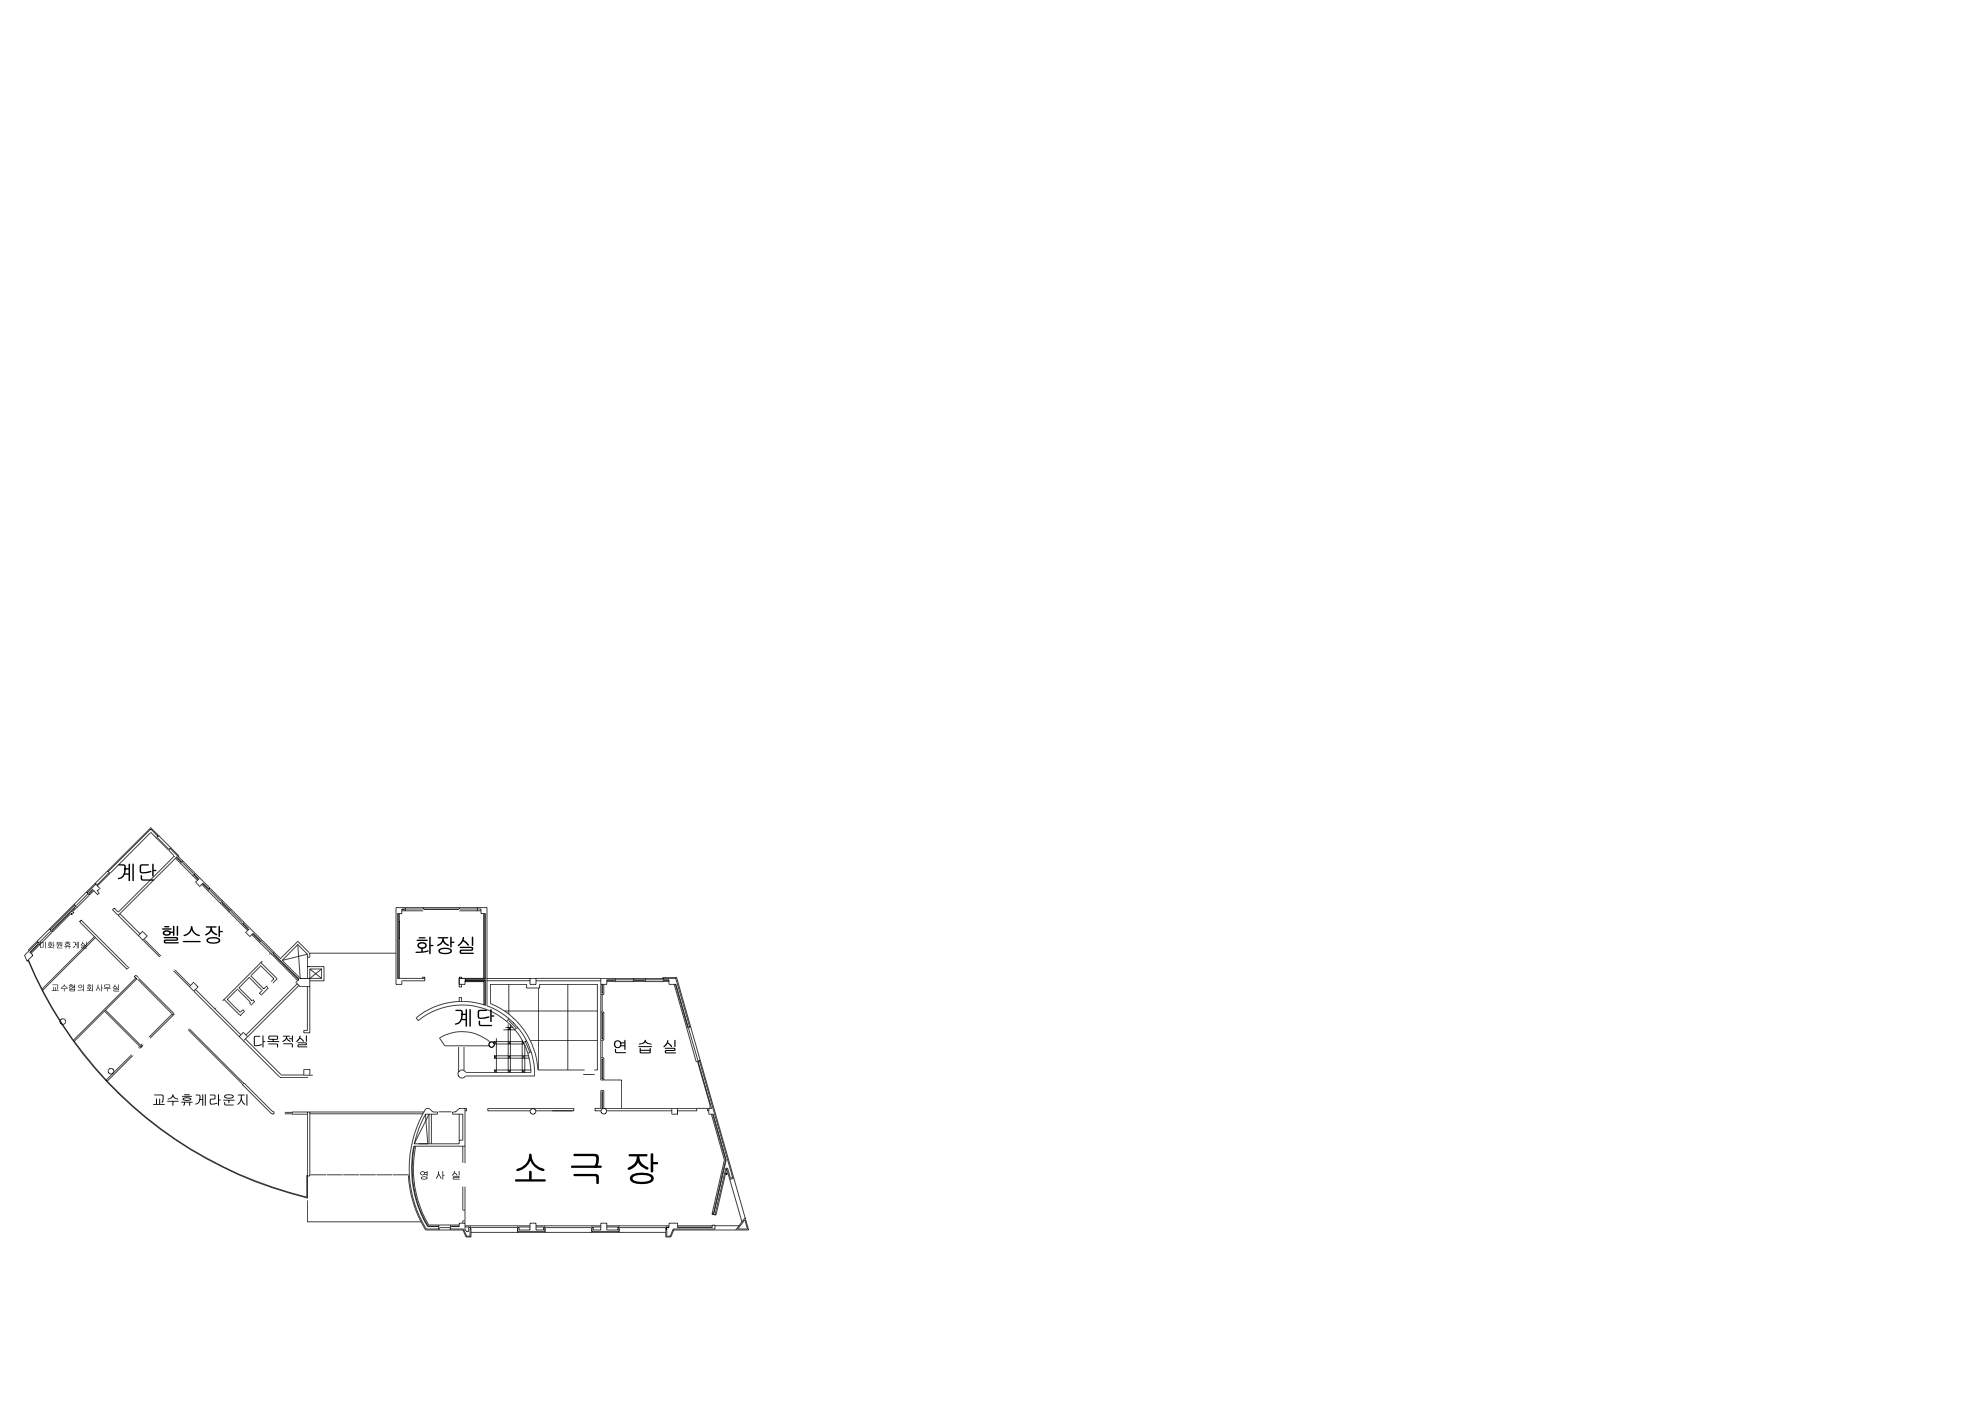 계단
헬스장
미화원휴게실
화장실
교수협의회사무실
계단
다목적실
연 습 실
교수휴게라운지
소 극 장
영 사 실